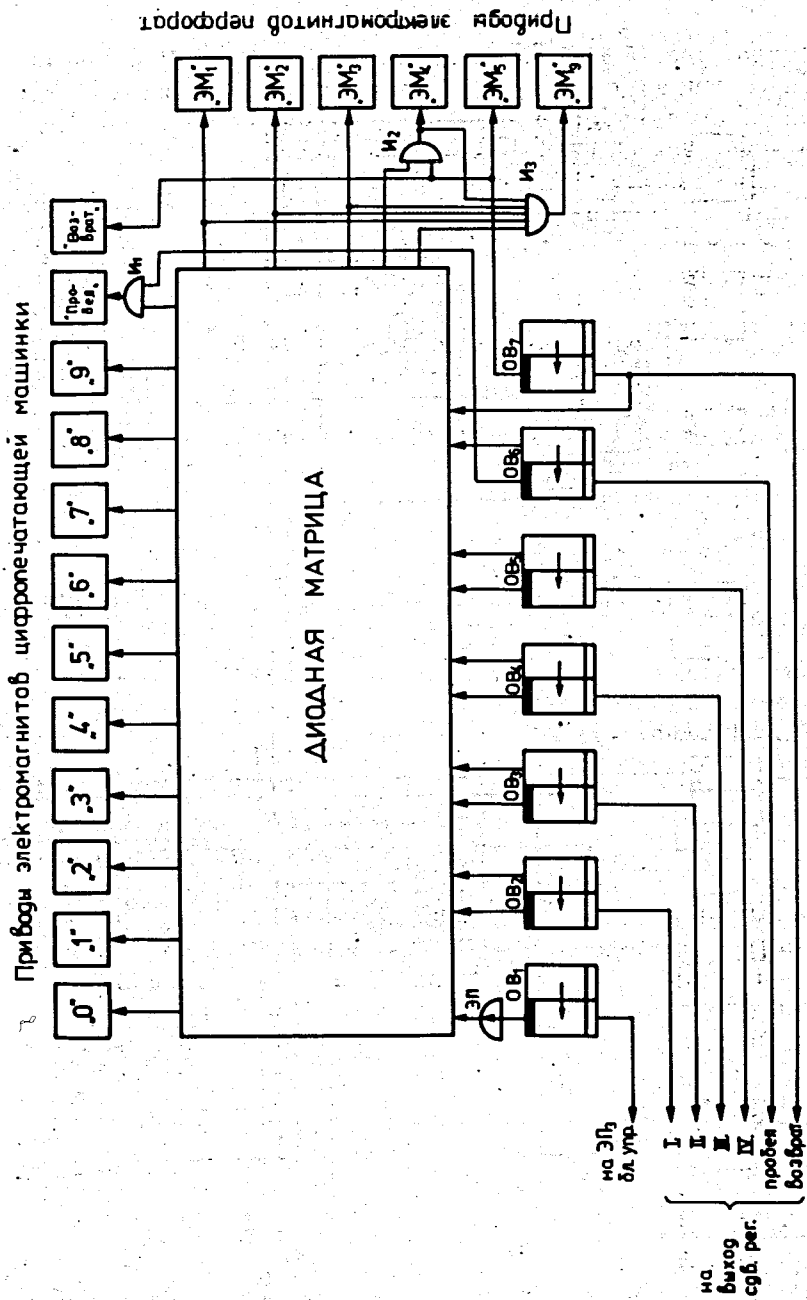 Приводы электромагнитов цифропечатающей машинки
„0" „1" „2" „3" „4" „5" „6" „7" „8" „9" "Про-
бел„ "Воз-
врат„
И₁
Приводы электромагнитов перфорат.
„ЭМ₁"
„ЭМ₂"
„ЭМ₃"
„ЭМ₄"
„ЭМ₅"
„ЭМ₉"
И₂
И₃
ДИОДНАЯ МАТРИЦА
ЭП
ОВ₁ ОВ₂ ОВ₃ ОВ₄ ОВ₅ ОВ₆ ОВ₇
на ЭП₃
бл. упр.
I.
II.
III.
IV.
пробел
возврат
на
выход
сдв. рег.